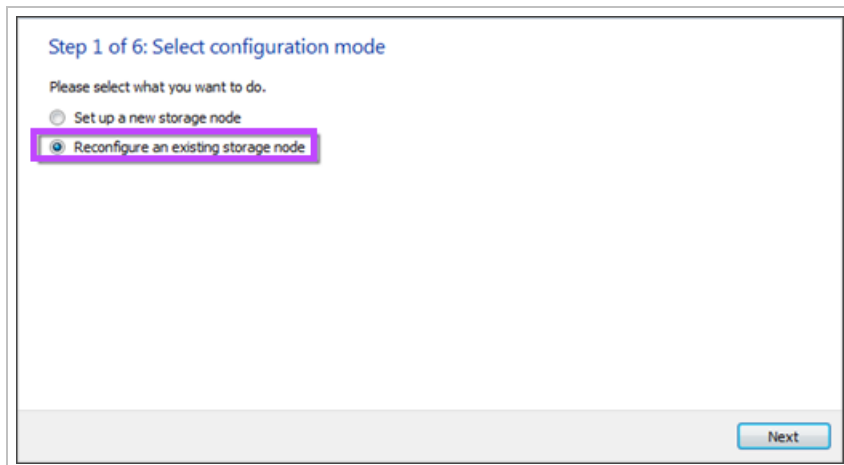 Step 1 of 6: Select configuration mode
Please select what you want to do.
Set up a new storage node
Reconfigure an existing storage node
Next